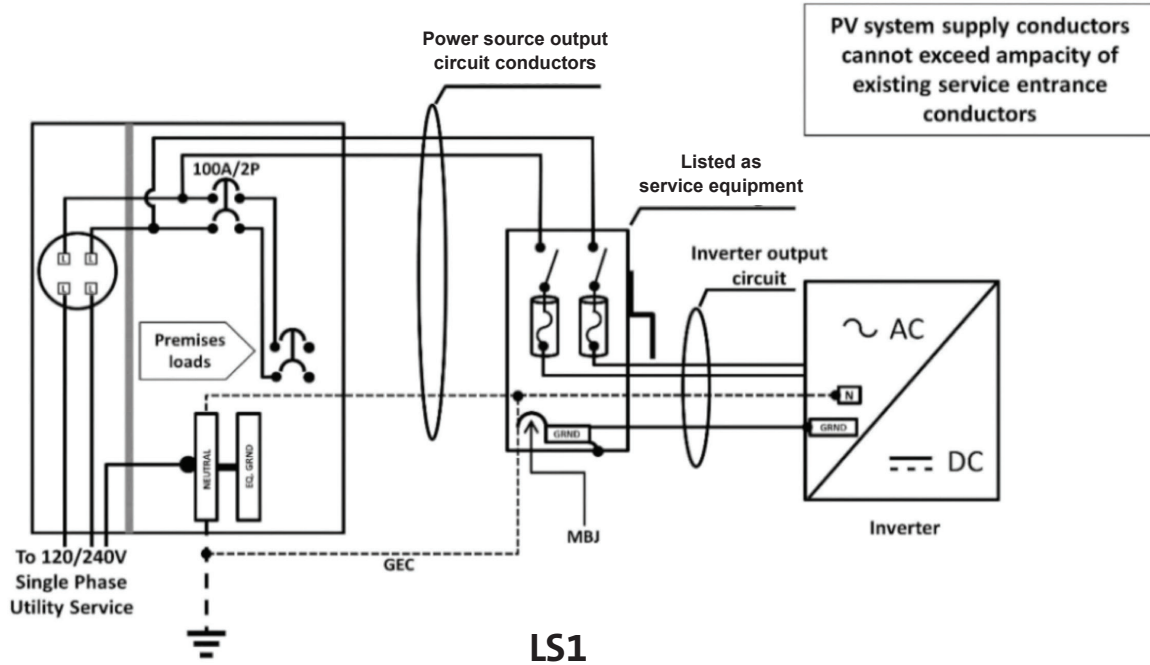 Power source output
circuit conductors
PV system supply conductors
cannot exceed ampacity of
existing service entrance
conductors
100A/2P
Listed as
service equipment
Inverter output
circuit
L L
L L
Premises
loads
AC
N
GRND
GRND
DC
NEUTRAL
EQ. GRND
MBJ
Inverter
GEC
To 120/240V
Single Phase
Utility Service
LS1